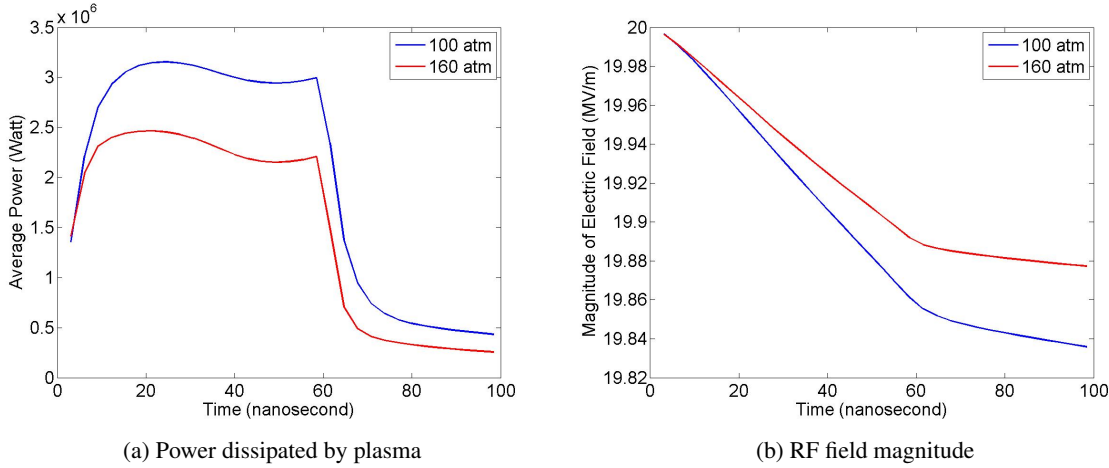 x 10^6
3.5
3
2.5
2
1.5
1
0.5
0
0 20 40 60 80 100
Average Power (Watt)
Time (nanosecond)
100 atm
160 atm
(a) Power dissipated by plasma
20
19.98
19.96
19.94
19.92
19.9
19.88
19.86
19.84
19.82
0 20 40 60 80 100
Magnitude of Electric Field (MV/m)
Time (nanosecond)
100 atm
160 atm
(b) RF field magnitude